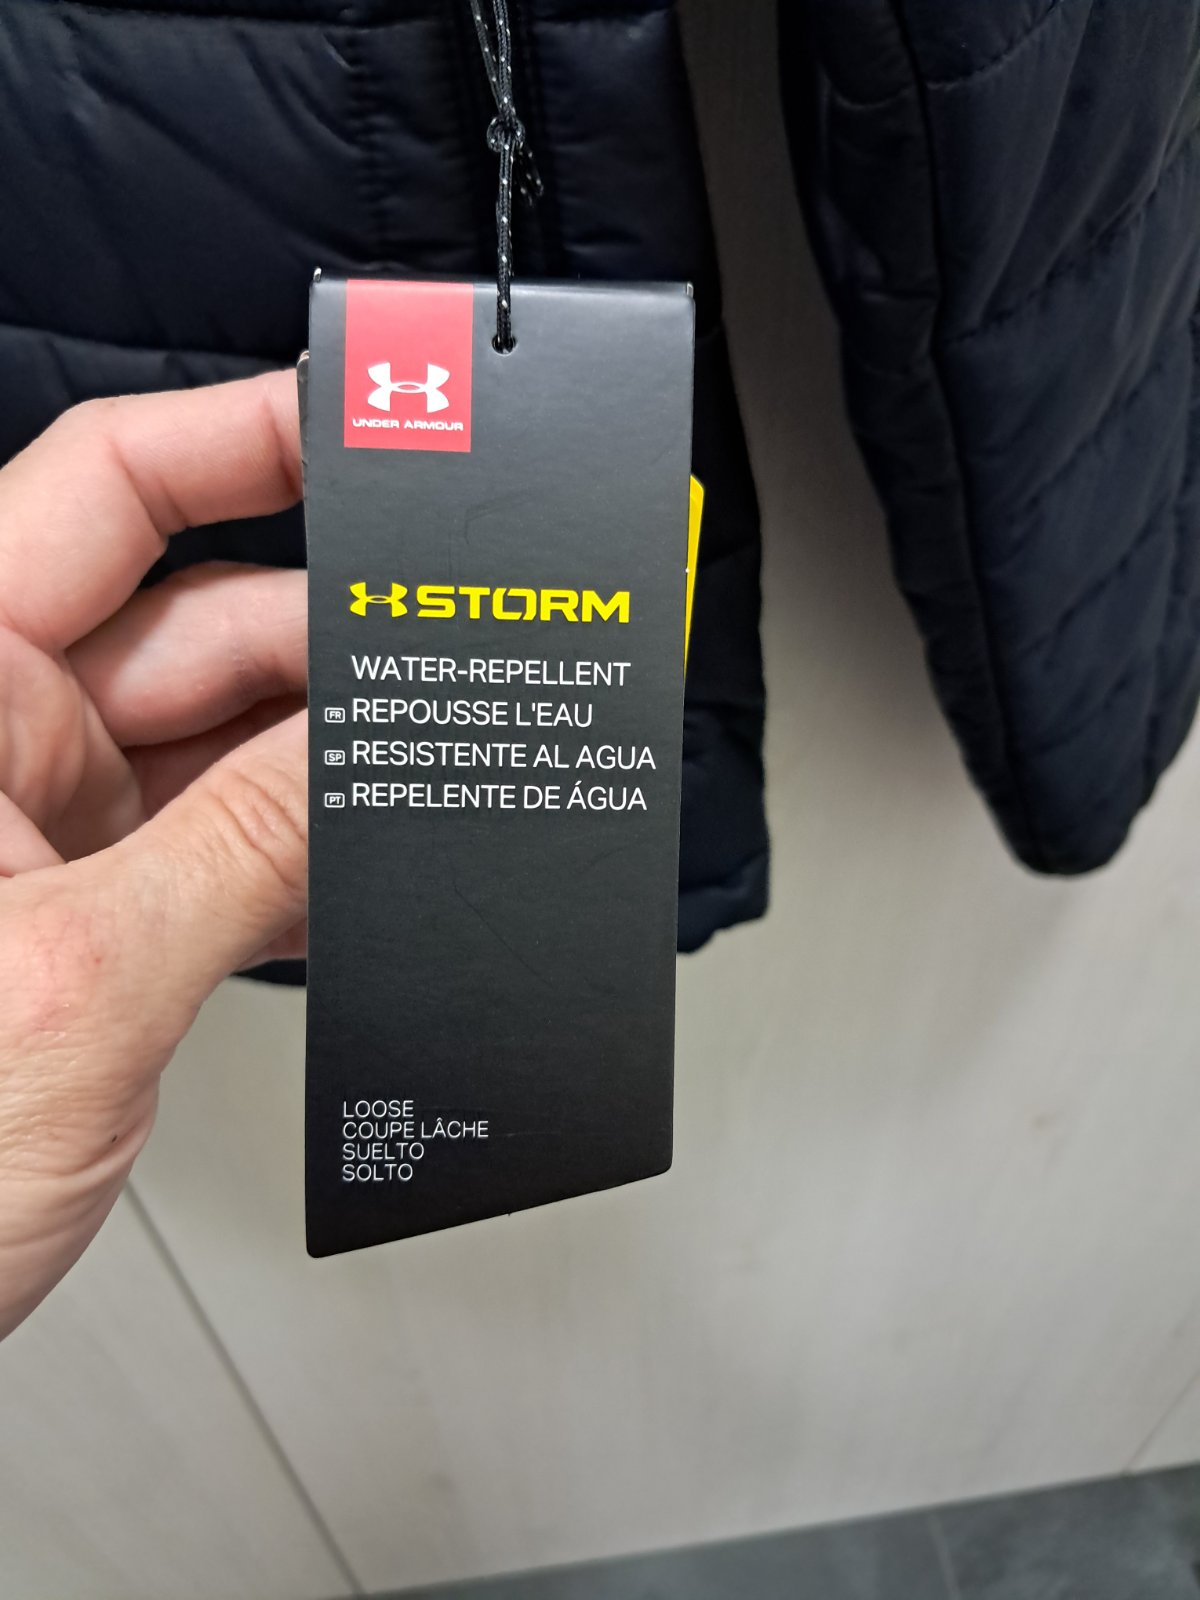 UNDER ARMOUR
STORM
WATER-REPELLENT
FR REPOUSSE L'EAU
SP RESISTENTE AL AGUA
PT REPELENTE DE ÁGUA
LOOSE
COUPE LÂCHE
SUELTO
SOLTO